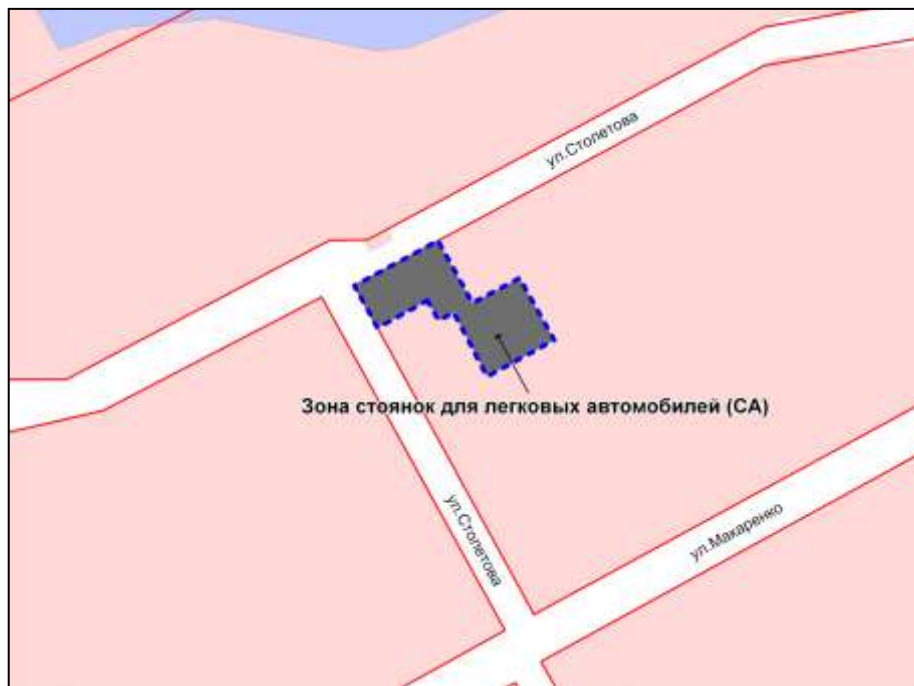 ул.Столетова
Зона стоянок для легковых автомобилей (СА)
ул.Столетова
ул.Макаренко